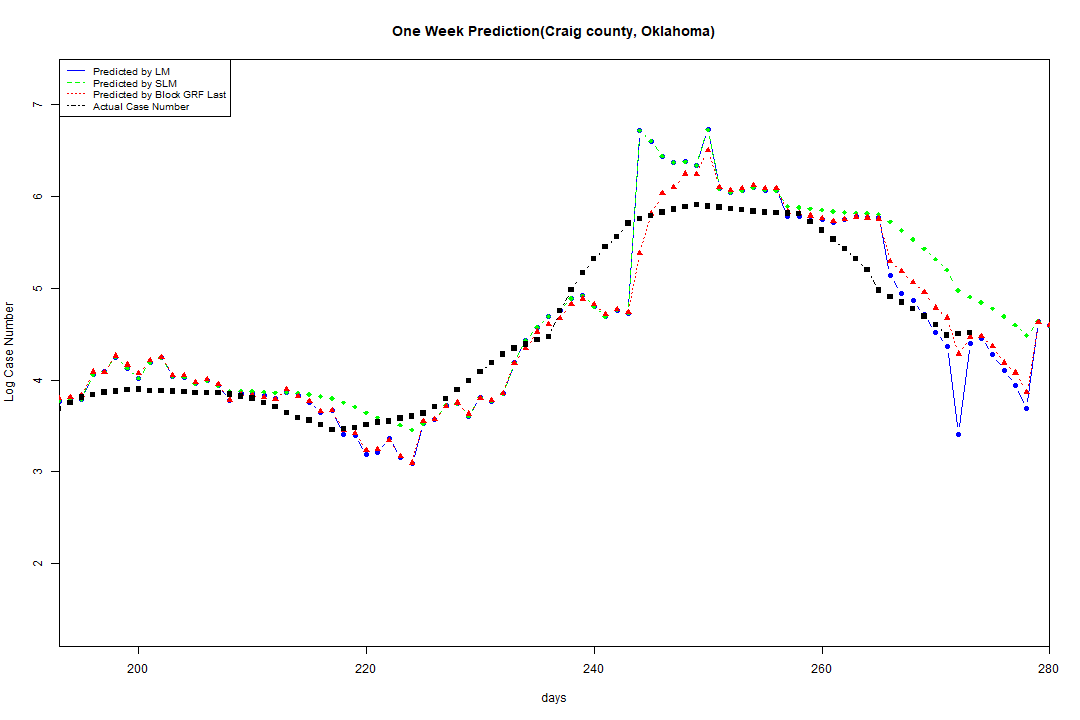 One Week Prediction(Craig county, Oklahoma)
Predicted by LM
Predicted by SLM
Predicted by Block GRF Last
Actual Case Number
7
6
5
4
3
2
Log Case Number
200 220 240 260 280
days